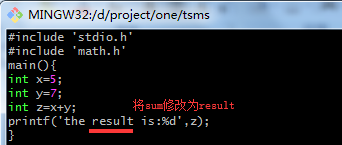 MINGW32:/d/project/one/tsms
#include 'stdio.h'
#include 'math.h'
main(){
int x=5;
int y=7;
int z=x+y;
将sum修改为result
printf('the result is:%d',z);
}